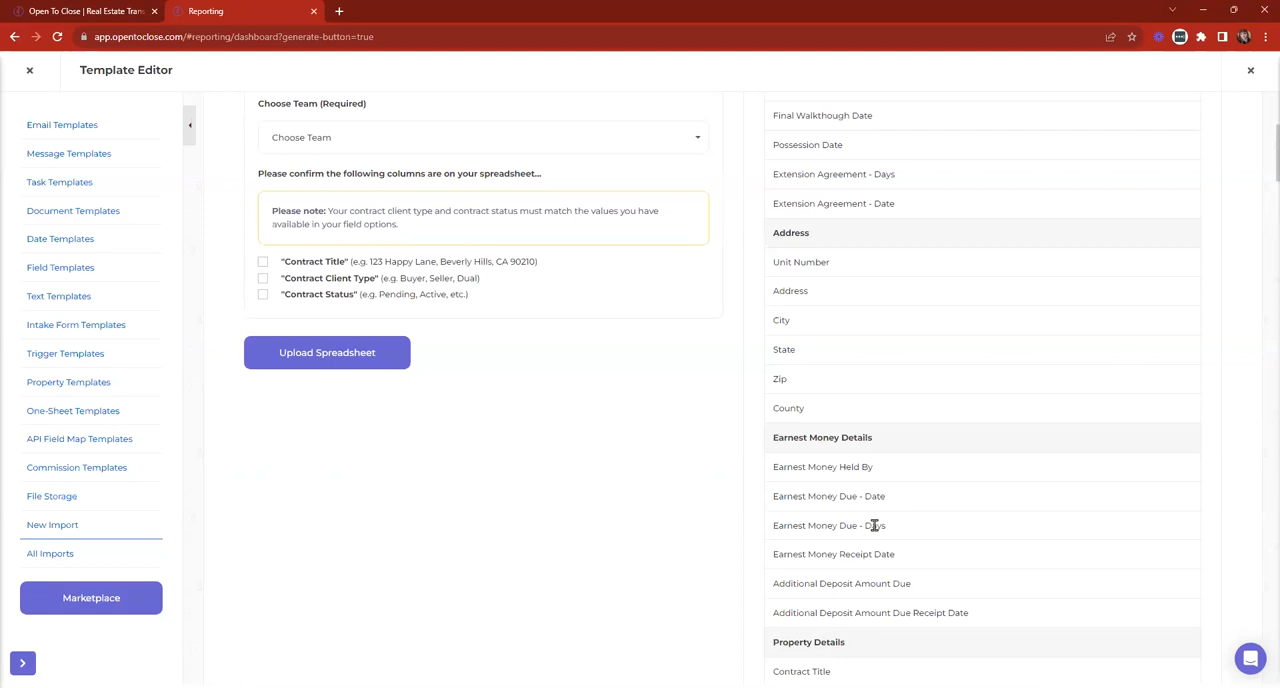 Open To Close | Real Estate Tran
Reporting
app.opentoclose.com/#reporting/dashboard?generate-button=true
Template Editor
Email Templates
Message Templates
Task Templates
Document Templates
Date Templates
Field Templates
Text Templates
Intake Form Templates
Trigger Templates
Property Templates
One-Sheet Templates
API Field Map Templates
Commission Templates
File Storage
New Import
All Imports
Marketplace
Choose Team (Required)
Choose Team
Please confirm the following columns are on your spreadsheet...
Please note: Your contract client type and contract status must match the values you have
available in your field options.
"Contract Title" (e.g. 123 Happy Lane, Beverly Hills, CA 90210)
"Contract Client Type" (e.g. Buyer, Seller, Dual)
"Contract Status" (e.g. Pending, Active, etc.)
Upload Spreadsheet
Final Walkthough Date
Possession Date
Extension Agreement - Days
Extension Agreement - Date
Address
Unit Number
Address
City
State
Zip
County
Earnest Money Details
Earnest Money Held By
Earnest Money Due - Date
Earnest Money Due - Days
Earnest Money Receipt Date
Additional Deposit Amount Due
Additional Deposit Amount Due Receipt Date
Property Details
Contract Title